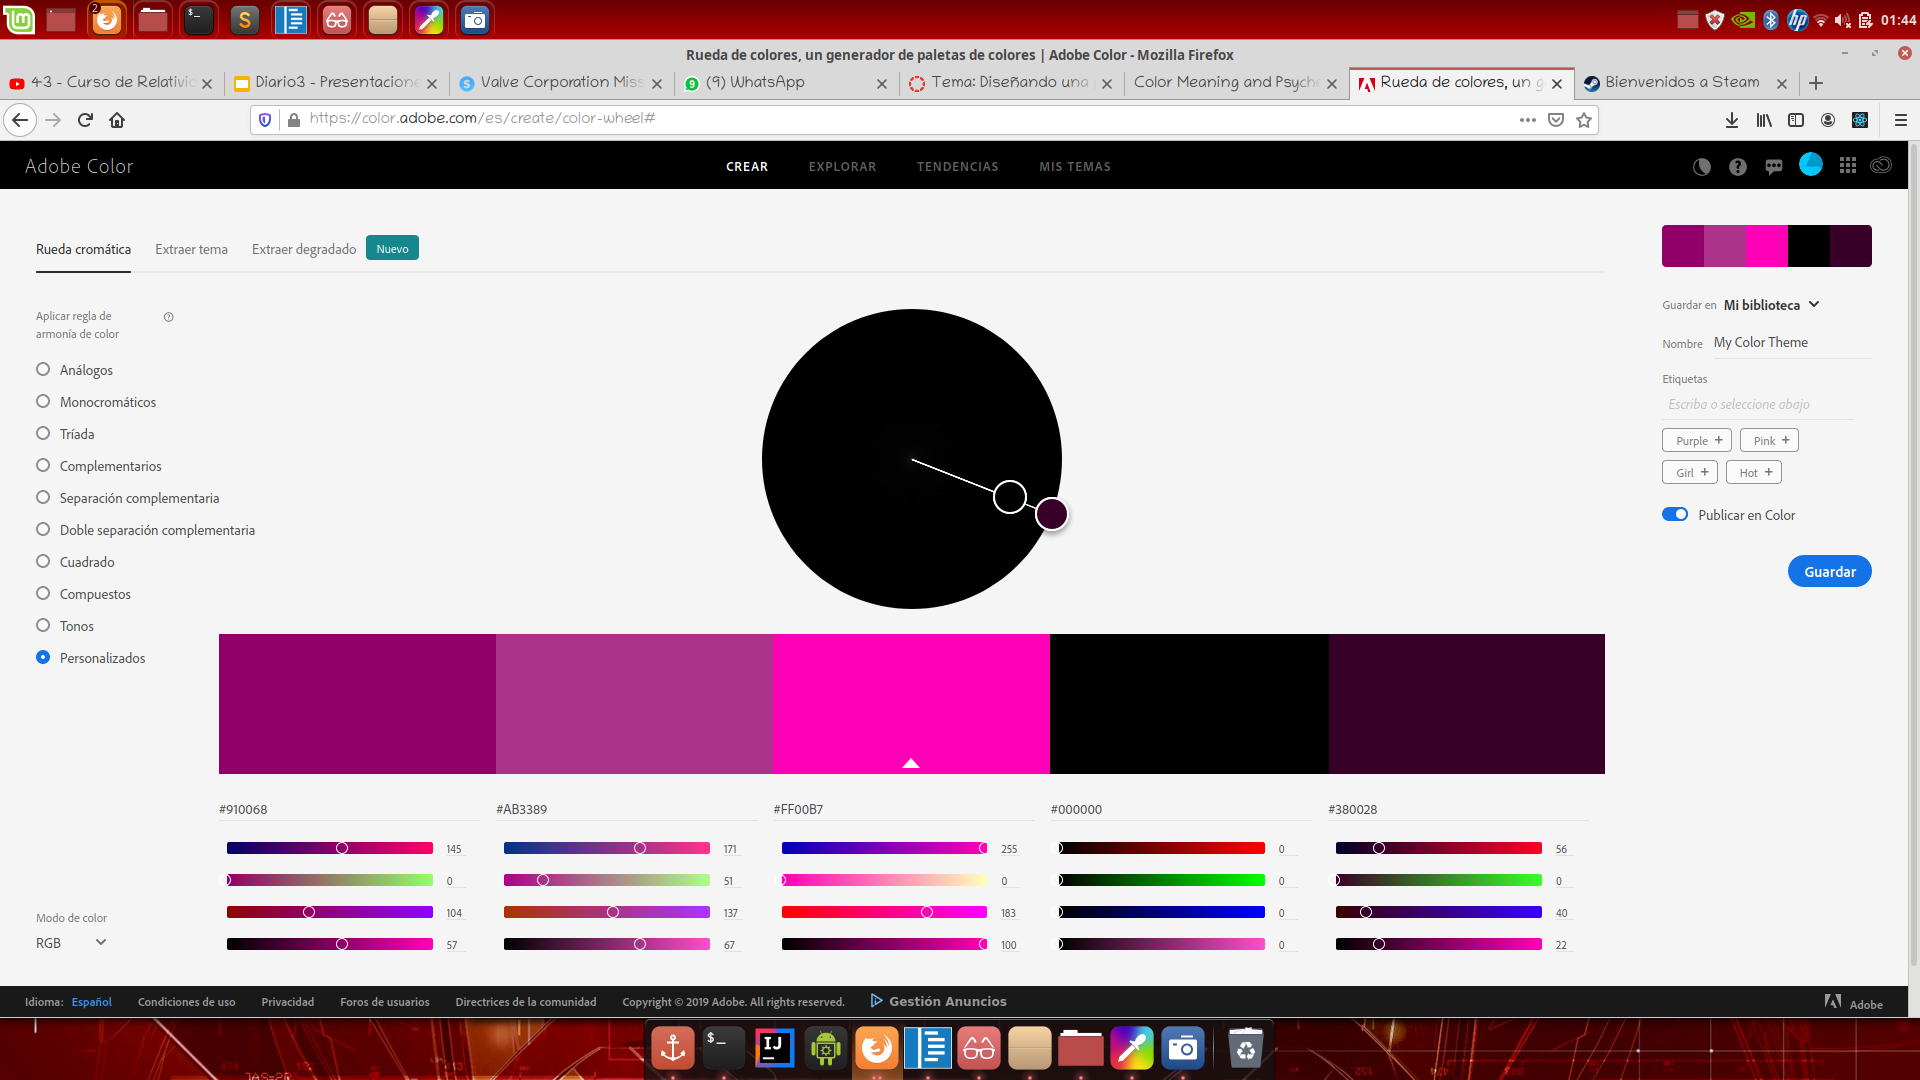 2
$_
S
hp
01:44
Rueda de colores, un generador de paletas de colores | Adobe Color - Mozilla Firefox
4-3 - Curso de Relativid
Diario3 - Presentacione
Valve Corporation Miss
(9) WhatsApp
Tema: Diseñando una
Color Meaning and Psych
Rueda de colores, un g
Bienvenidos a Steam
https://color.adobe.com/es/create/color-wheel#
Adobe Color
CREAR
EXPLORAR
TENDENCIAS
MIS TEMAS
Rueda cromática
Extraer tema
Extraer degradado
Nuevo
Aplicar regla de
armonía de color
Análogos
Monocromáticos
Tríada
Complementarios
Separación complementaria
Doble separación complementaria
Cuadrado
Compuestos
Tonos
Personalizados
Guardar en Mi biblioteca
Nombre My Color Theme
Etiquetas
Escriba o seleccione abajo
Purple +
Pink +
Girl +
Hot +
Publicar en Color
Guardar
#910068
#AB3389
#FF00B7
#000000
#380028
145
171
255
0
56
0
51
0
0
0
104
137
183
0
40
57
67
100
0
22
Modo de color
RGB
Idioma: Español
Condiciones de uso
Privacidad
Foros de usuarios
Directrices de la comunidad
Copyright © 2019 Adobe. All rights reserved.
Gestión Anuncios
Adobe
$_
IJ